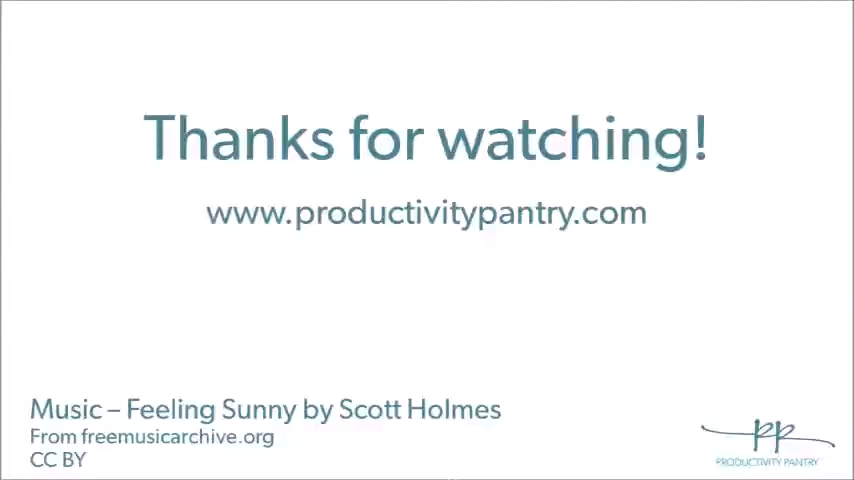 Thanks for watching!
www.productivitypantry.com
Music – Feeling Sunny by Scott Holmes
From freemusicarchive.org
CC BY
pp
PRODUCTIVITY PANTRY